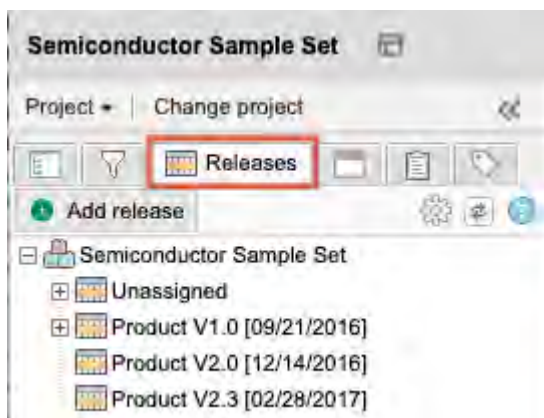 Semiconductor Sample Set
Project | Change project
Releases
Add release
Semiconductor Sample Set
Unassigned
Product V1.0 [09/21/2016]
Product V2.0 [12/14/2016]
Product V2.3 [02/28/2017]